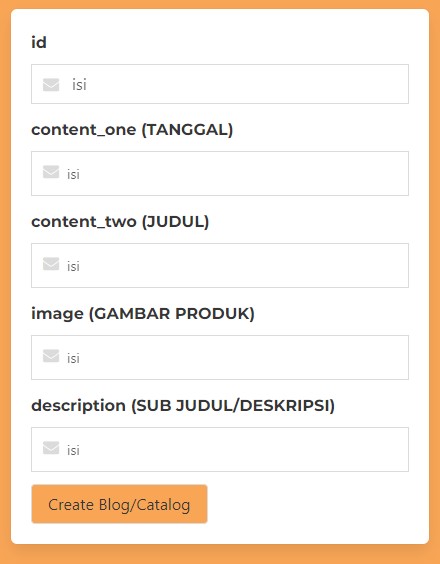 id
isi
content_one (TANGGAL)
isi
content_two (JUDUL)
isi
image (GAMBAR PRODUK)
isi
description (SUB JUDUL/DESKRIPSI)
isi
Create Blog/Catalog